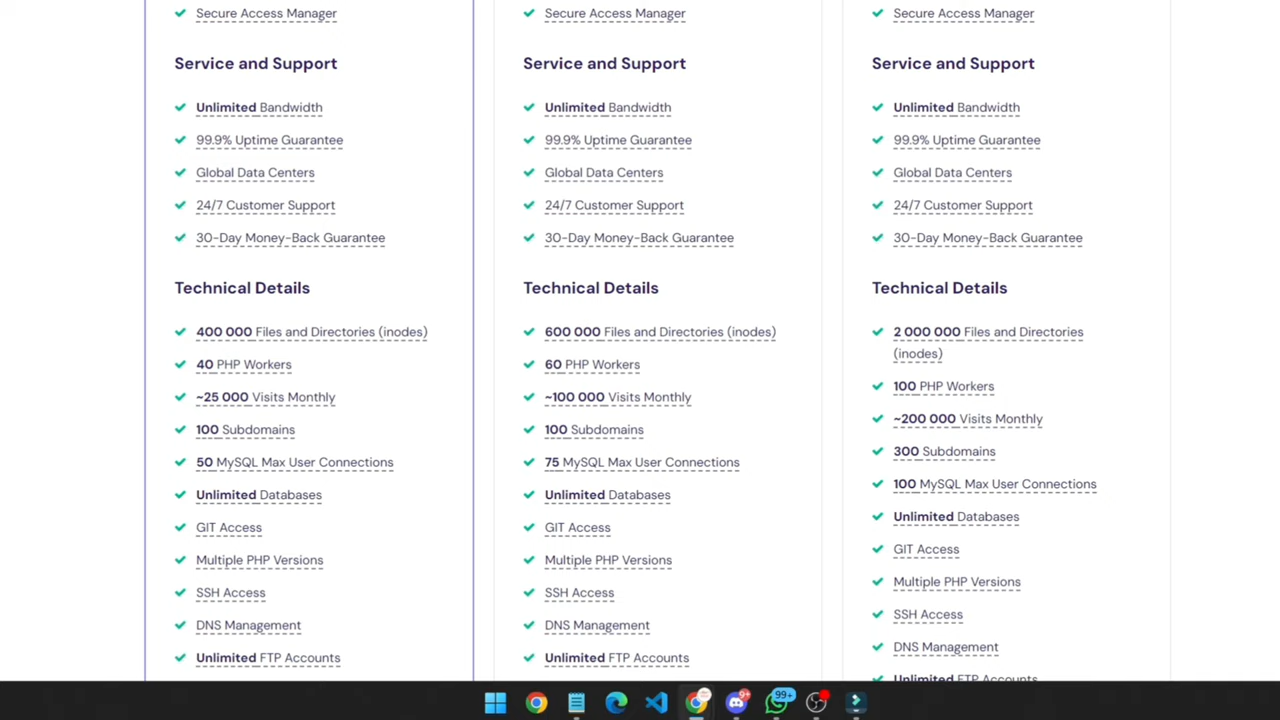 Secure Access Manager
Service and Support
Unlimited Bandwidth
99.9% Uptime Guarantee
Global Data Centers
24/7 Customer Support
30-Day Money-Back Guarantee
Technical Details
400 000 Files and Directories (inodes)
40 PHP Workers
~25 000 Visits Monthly
100 Subdomains
50 MySQL Max User Connections
Unlimited Databases
GIT Access
Multiple PHP Versions
SSH Access
DNS Management
Unlimited FTP Accounts
Secure Access Manager
Service and Support
Unlimited Bandwidth
99.9% Uptime Guarantee
Global Data Centers
24/7 Customer Support
30-Day Money-Back Guarantee
Technical Details
600 000 Files and Directories (inodes)
60 PHP Workers
~100 000 Visits Monthly
100 Subdomains
75 MySQL Max User Connections
Unlimited Databases
GIT Access
Multiple PHP Versions
SSH Access
DNS Management
Unlimited FTP Accounts
Secure Access Manager
Service and Support
Unlimited Bandwidth
99.9% Uptime Guarantee
Global Data Centers
24/7 Customer Support
30-Day Money-Back Guarantee
Technical Details
2 000 000 Files and Directories
(inodes)
100 PHP Workers
~200 000 Visits Monthly
300 Subdomains
100 MySQL Max User Connections
Unlimited Databases
GIT Access
Multiple PHP Versions
SSH Access
DNS Management
Unlimited FTP Accounts
9+
99+